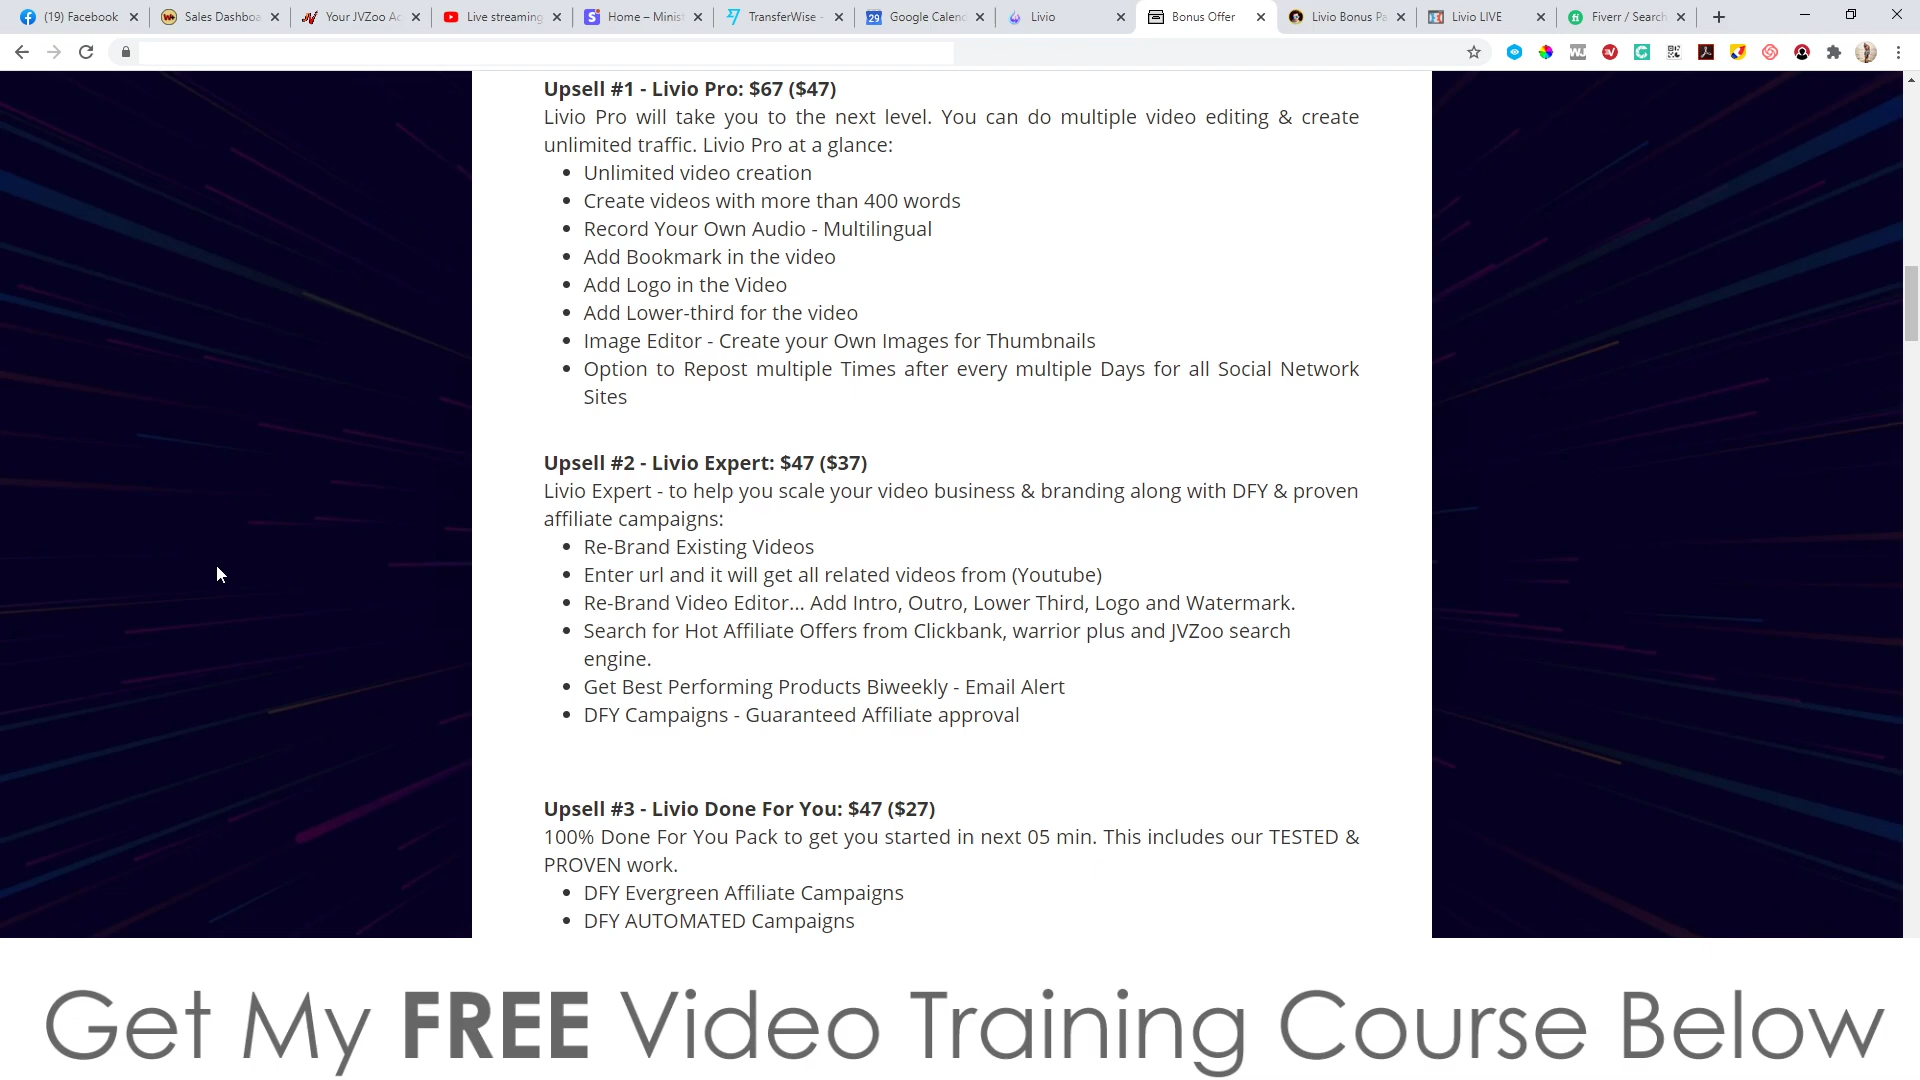 (19) Facebook
Sales Dashboa
Your JVZoo Ac
Live streaming
Home – Minist
TransferWise -
Google Calend
Livio
Bonus Offer
Livio Bonus Pa
Livio LIVE
Fiverr / Search
Upsell #1 - Livio Pro: $67 ($47)
Livio Pro will take you to the next level. You can do multiple video editing & create
unlimited traffic. Livio Pro at a glance:
• Unlimited video creation
• Create videos with more than 400 words
• Record Your Own Audio - Multilingual
• Add Bookmark in the video
• Add Logo in the Video
• Add Lower-third for the video
• Image Editor - Create your Own Images for Thumbnails
• Option to Repost multiple Times after every multiple Days for all Social Network
Sites
Upsell #2 - Livio Expert: $47 ($37)
Livio Expert - to help you scale your video business & branding along with DFY & proven
affiliate campaigns:
• Re-Brand Existing Videos
• Enter url and it will get all related videos from (Youtube)
• Re-Brand Video Editor... Add Intro, Outro, Lower Third, Logo and Watermark.
• Search for Hot Affiliate Offers from Clickbank, warrior plus and JVZoo search
engine.
• Get Best Performing Products Biweekly - Email Alert
• DFY Campaigns - Guaranteed Affiliate approval
Upsell #3 - Livio Done For You: $47 ($27)
100% Done For You Pack to get you started in next 05 min. This includes our TESTED &
PROVEN work.
• DFY Evergreen Affiliate Campaigns
• DFY AUTOMATED Campaigns
Get My FREE Video Training Course Below